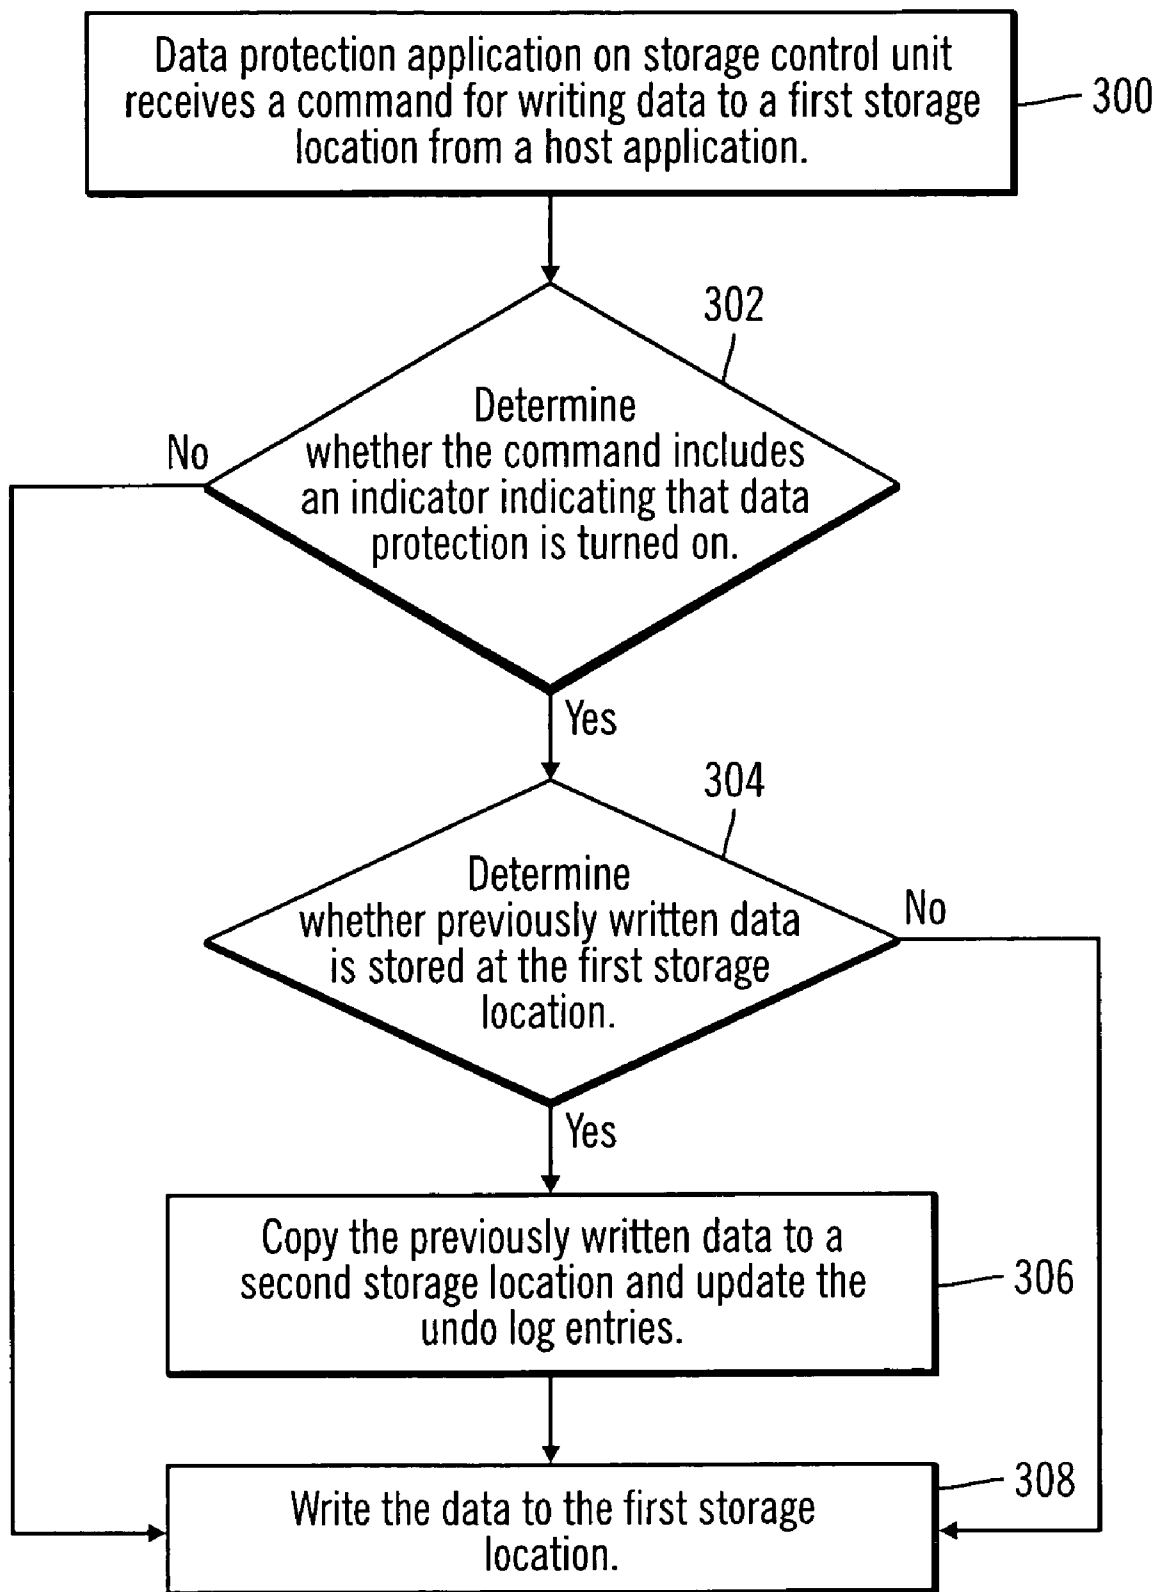 Data protection application on storage control unit
receives a command for writing data to a first storage
location from a host application.
300
302
Determine
whether the command includes
an indicator indicating that data
protection is turned on.
No
Yes
304
Determine
whether previously written data
is stored at the first storage
location.
No
Yes
Copy the previously written data to a
second storage location and update the
undo log entries.
306
Write the data to the first storage
location.
308